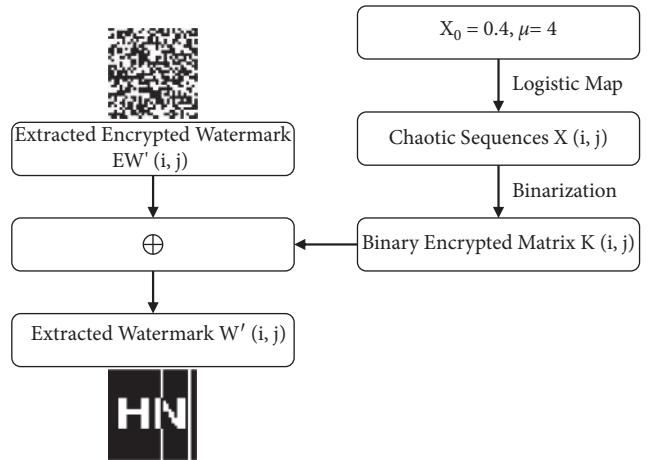 X₀ = 0.4, μ= 4
Logistic Map
Extracted Encrypted Watermark
EW' (i, j)
Chaotic Sequences X (i, j)
Binarization
⊕
Binary Encrypted Matrix K (i, j)
Extracted Watermark W′ (i, j)
HN